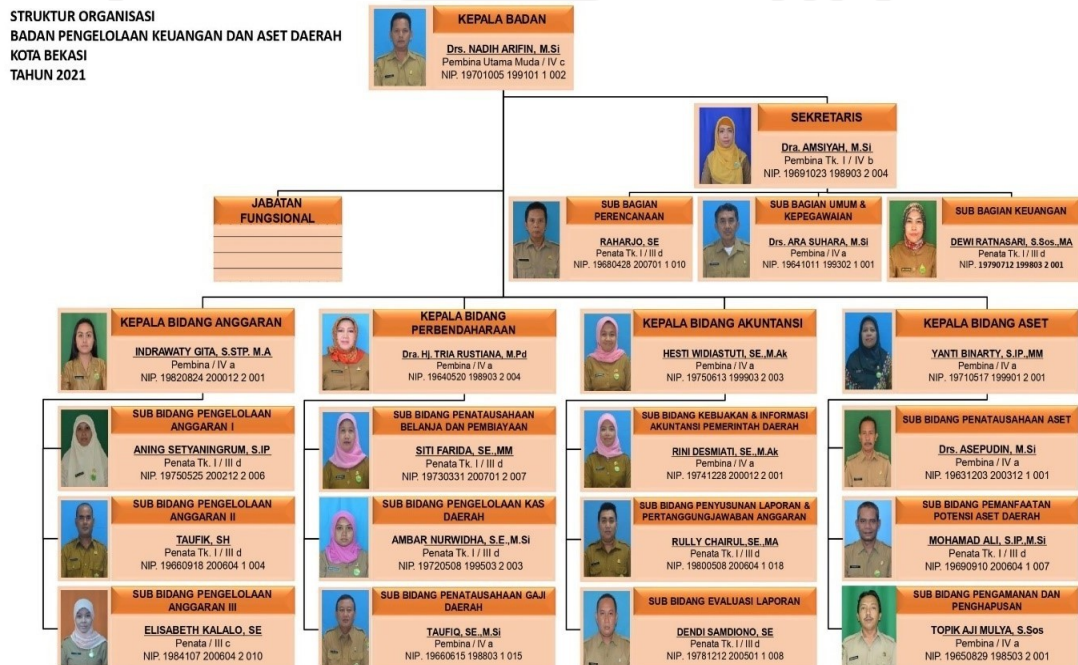 STRUKTUR ORGANISASI
BADAN PENGELOLAAN KEUANGAN DAN ASET DAERAH
KOTA BEKASI
TAHUN 2021
KEPALA BADAN
Drs. NADIH ARIFIN, M.Si
Pembina Utama Muda / IV c
NIP. 19701005 199101 1 002
SEKRETARIS
Dra. AMSIYAH, M.Si
Pembina Tk. I / IV b
NIP. 19691023 198903 2 004
JABATAN
FUNGSIONAL
SUB BAGIAN
PERENCANAAN
RAHARJO, SE
Penata Tk. I / III d
NIP. 19680428 200701 1 010
SUB BAGIAN UMUM &
KEPEGAWAIAN
Drs. ARA SUHARA, M.Si
Pembina / IV a
NIP. 19641011 199302 1 001
SUB BAGIAN KEUANGAN
DEWI RATNASARI, S.Sos.,MA
Penata Tk. I / III d
NIP. 19790712 199803 2 001
KEPALA BIDANG ANGGARAN
INDRAWATY GITA, S.STP. M.A
Pembina / IV a
NIP. 19820824 200012 2 001
KEPALA BIDANG
PERBENDAHARAAN
Dra. Hj. TRIA RUSTIANA, M.Pd
Pembina / IV a
NIP. 19640520 198903 2 004
KEPALA BIDANG AKUNTANSI
HESTI WIDIASTUTI, SE.,M.Ak
Pembina / IV a
NIP. 19750613 199903 2 003
KEPALA BIDANG ASET
YANTI BINARTY, S.IP.,MM
Pembina / IV a
NIP. 19710517 199901 2 001
SUB BIDANG PENGELOLAAN
ANGGARAN I
ANING SETYANINGRUM, S.IP
Penata Tk. I / III d
NIP. 19750525 200212 2 006
SUB BIDANG PENATAUSAHAAN
BELANJA DAN PEMBIAYAAN
SITI FARIDA, SE.,MM
Penata Tk. I / III d
NIP. 19730331 200701 2 007
SUB BIDANG KEBIJAKAN & INFORMASI
AKUNTANSI PEMERINTAH DAERAH
RINI DESMIATI, SE.,M.Ak
Pembina / IV a
NIP. 19741228 200012 2 001
SUB BIDANG PENATAUSAHAAN ASET
Drs. ASEPUDIN, M.Si
Pembina / IV a
NIP. 19631203 200312 1 001
SUB BIDANG PENGELOLAAN
ANGGARAN II
TAUFIK, SH
Penata Tk. I / III d
NIP. 19660918 200604 1 004
SUB BIDANG PENGELOLAAN KAS
DAERAH
AMBAR NURWIDHA, S.E.,M.Si
Penata Tk. I / III d
NIP. 19720508 199503 2 003
SUB BIDANG PENYUSUNAN LAPORAN &
PERTANGGUNGJAWABAN ANGGARAN
RULLY CHAIRUL,SE.,MA
Penata Tk. I / III d
NIP. 19800508 200604 1 018
SUB BIDANG PEMANFAATAN
POTENSI ASET DAERAH
MOHAMAD ALI, S.IP.,M.Si
Penata Tk. I / III d
NIP. 19690910 200604 1 007
SUB BIDANG PENGELOLAAN
ANGGARAN III
ELISABETH KALALO, SE
Penata / III c
NIP. 1984107 200604 2 010
SUB BIDANG PENATAUSAHAAN GAJI
DAERAH
TAUFIQ, SE.,M.Si
Pembina / IV a
NIP. 19660615 198803 1 015
SUB BIDANG EVALUASI LAPORAN
DENDI SAMDIONO, SE
Penata Tk. I / III d
NIP. 19781212 200501 1 008
SUB BIDANG PENGAMANAN DAN
PENGHAPUSAN
TOPIK AJI MULYA, S.Sos
Pembina / IV a
NIP. 19650829 198503 2 001